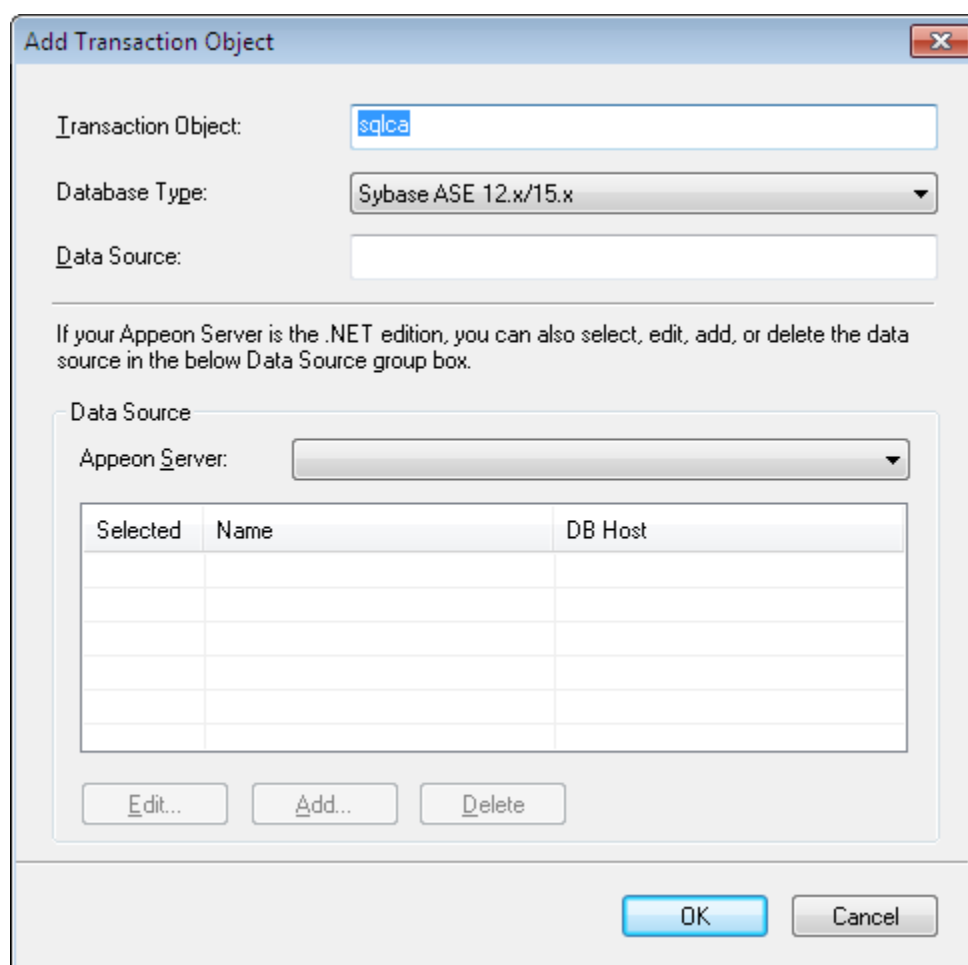 Add Transaction Object
Transaction Object: sqlca
Database Type: Sybase ASE 12.x/15.x
Data Source:
If your Appeon Server is the .NET edition, you can also select, edit, add, or delete the data
source in the below Data Source group box.
Data Source
Appeon Server:
Selected Name DB Host
Edit... Add... Delete
OK Cancel